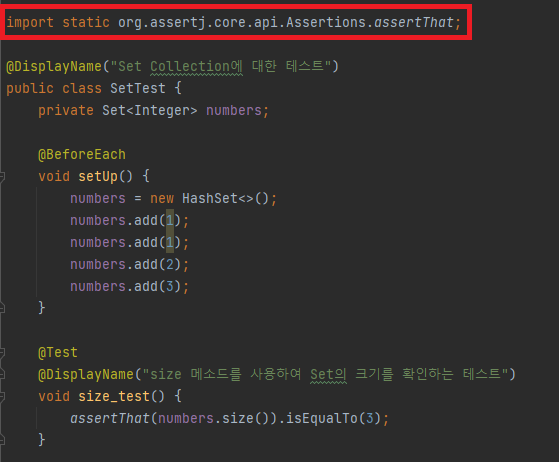 import static org.assertj.core.api.Assertions.assertThat;
@DisplayName("Set Collection에 대한 테스트")
public class SetTest {
private Set<Integer> numbers;
@BeforeEach
void setUp() {
numbers = new HashSet<>();
numbers.add(1);
numbers.add(1);
numbers.add(2);
numbers.add(3);
}
@Test
@DisplayName("size 메소드를 사용하여 Set의 크기를 확인하는 테스트")
void size_test() {
assertThat(numbers.size()).isEqualTo(3);
}